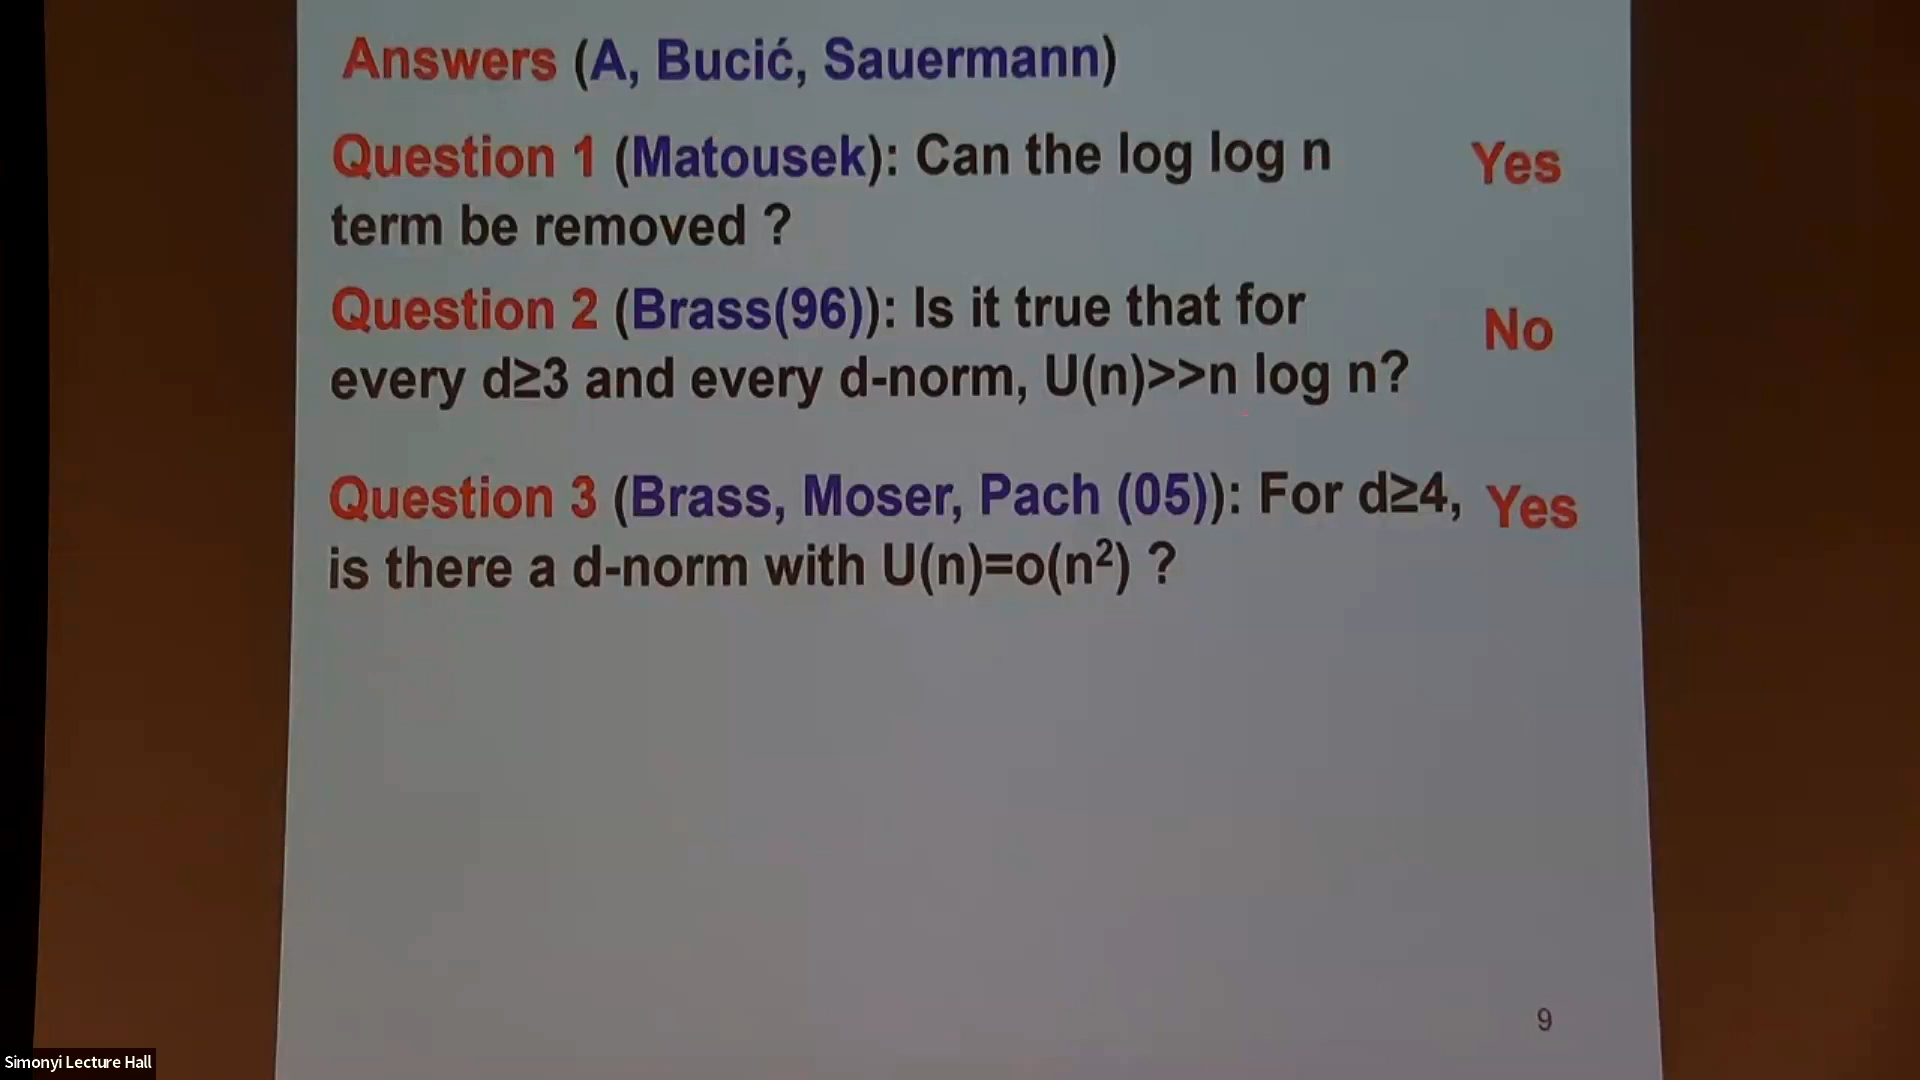 Answers (A, Bucić, Sauermann)
Question 1 (Matousek): Can the log log n
term be removed ?
Yes
Question 2 (Brass(96)): Is it true that for
every d≥3 and every d-norm, U(n)>>n log n?
No
Question 3 (Brass, Moser, Pach (05)): For d≥4,
is there a d-norm with U(n)=o(n²) ?
Yes
9
Simonyi Lecture Hall